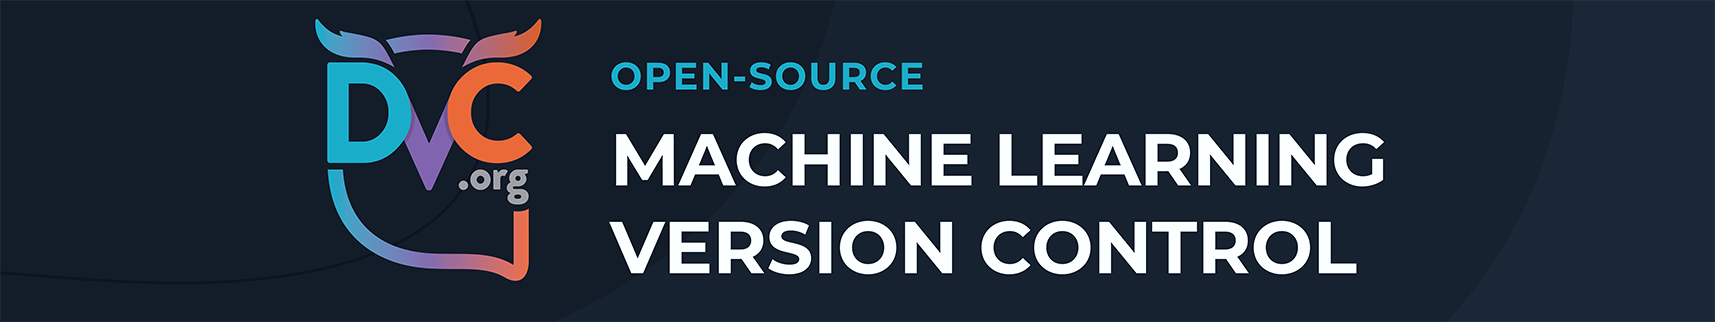 DVC
.org
OPEN-SOURCE
MACHINE LEARNING
VERSION CONTROL